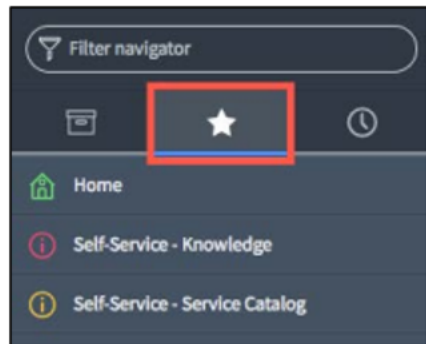 Filter navigator
Home
Self-Service - Knowledge
Self-Service - Service Catalog